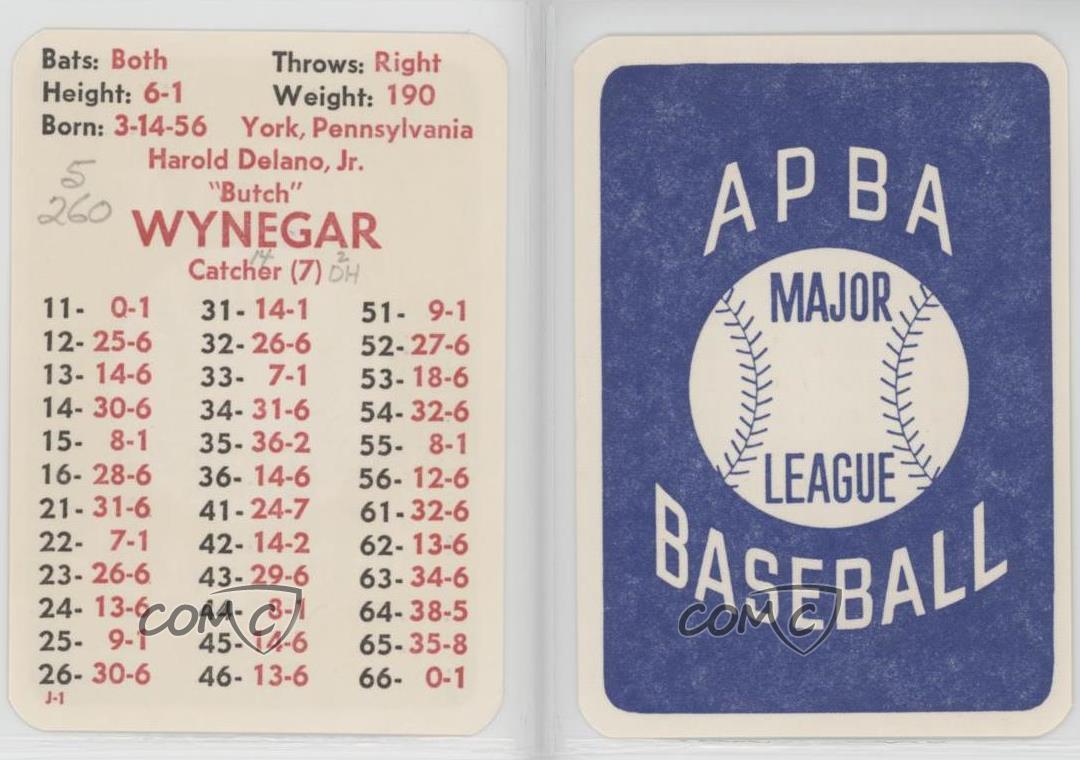 Bats: Both Throws: Right
Height: 6-1 Weight: 190
Born: 3-14-56 York, Pennsylvania
Harold Delano, Jr.
5
"Butch"
260
WYNEGAR
14 2
Catcher (7) DH
11- 0-1 31- 14-1 51- 9-1
12- 25-6 32- 26-6 52- 27-6
13- 14-6 33- 7-1 53- 18-6
14- 30-6 34- 31-6 54- 32-6
15- 8-1 35- 36-2 55- 8-1
16- 28-6 36- 14-6 56- 12-6
21- 31-6 41- 24-7 61- 32-6
22- 7-1 42- 14-2 62- 13-6
23- 26-6 43- 29-6 63- 34-6
24- 13-6 44- 8-1 64- 38-5
25- 9-1 45- 14-6 65- 35-8
26- 30-6 46- 13-6 66- 0-1
J-1
COMC
APBA
MAJOR
LEAGUE
BASEBALL
COMC